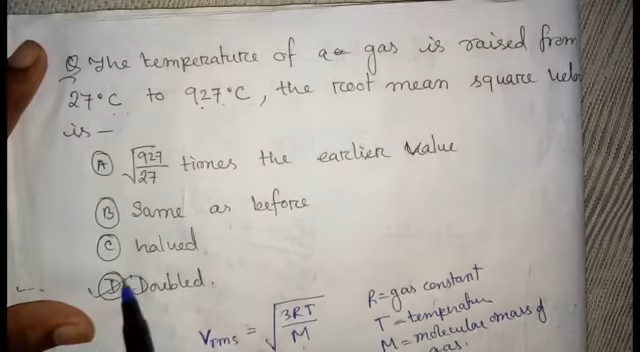 Q The temperature of a gas is raised from
27°C to 927°C, the root mean square velo
is —
(A) √927/27 times the earlier value
(B) Same as before
(C) halved
(D) Doubled.
Vrms = √3RT/M
R = gas constant
T = temperatur
M = molecular mass of
gas.